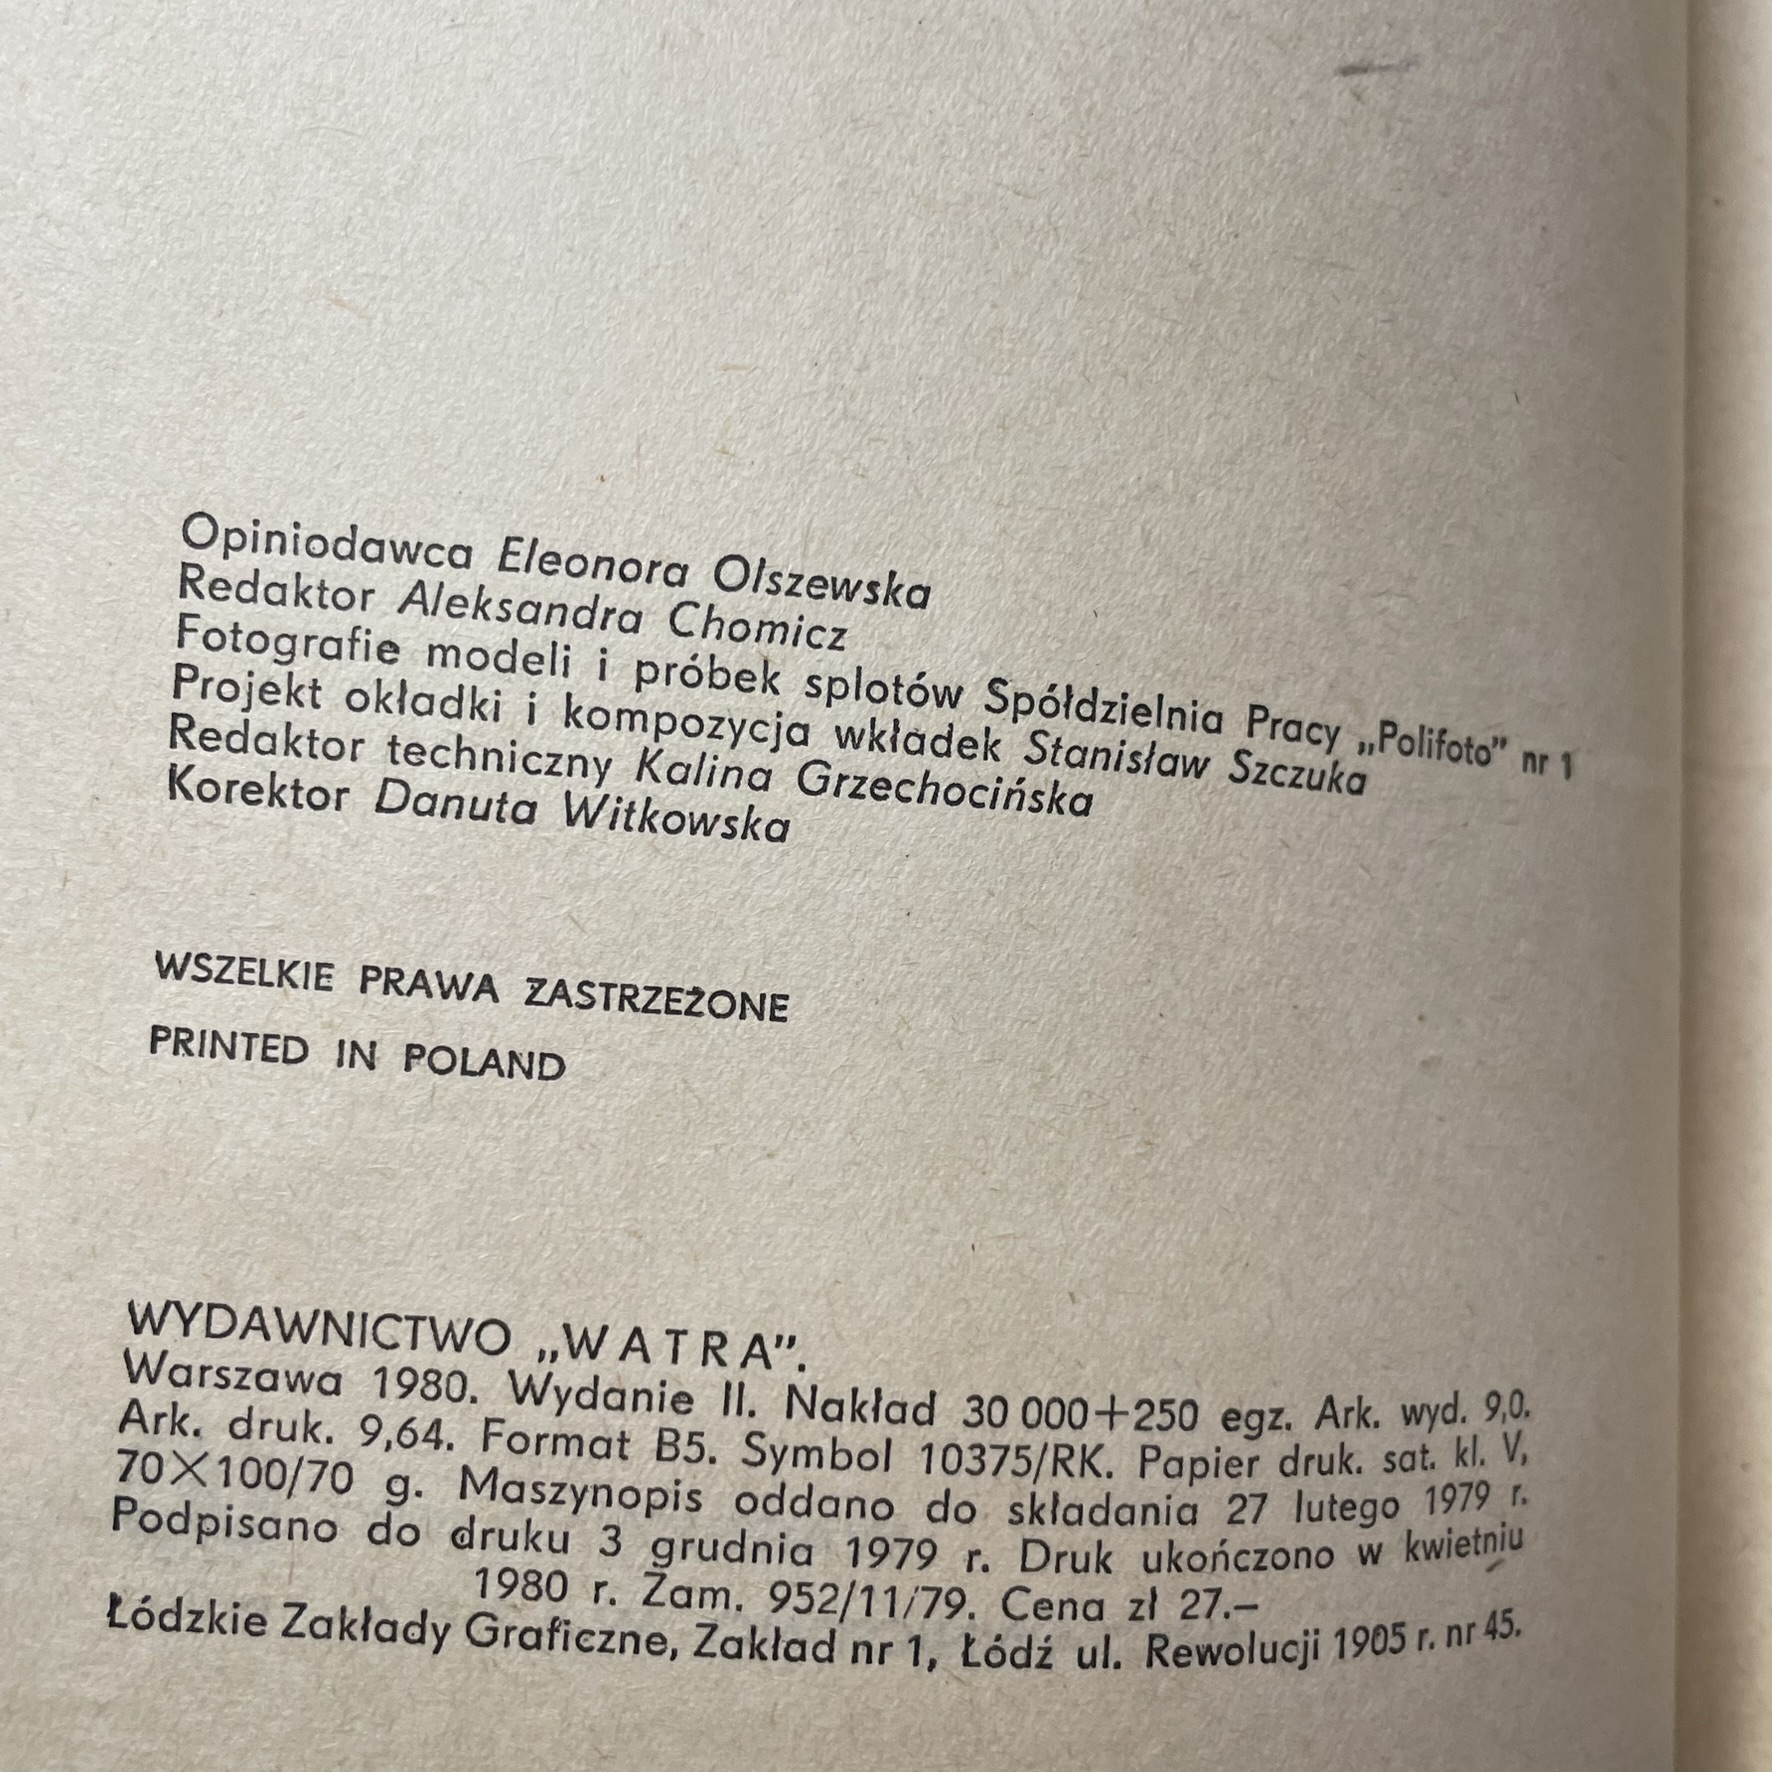 Opiniodawca Eleonora Olszewska
Redaktor Aleksandra Chomicz
Fotografie modeli i próbek splotów Spółdzielnia Pracy „Polifoto” nr 1
Projekt okładki i kompozycja wkładek Stanisław Szczuka
Redaktor techniczny Kalina Grzechocińska
Korektor Danuta Witkowska
WSZELKIE PRAWA ZASTRZEŻONE
PRINTED IN POLAND
WYDAWNICTWO „WATRA”.
Warszawa 1980. Wydanie II. Nakład 30 000+250 egz. Ark. wyd. 9,0.
Ark. druk. 9,64. Format B5. Symbol 10375/RK. Papier druk. sat. kl. V,
70×100/70 g. Maszynopis oddano do składania 27 lutego 1979 r.
Podpisano do druku 3 grudnia 1979 r. Druk ukończono w kwietniu
1980 r. Zam. 952/11/79. Cena zł 27.—
Łódzkie Zakłady Graficzne, Zakład nr 1, Łódź ul. Rewolucji 1905 r. nr 45.